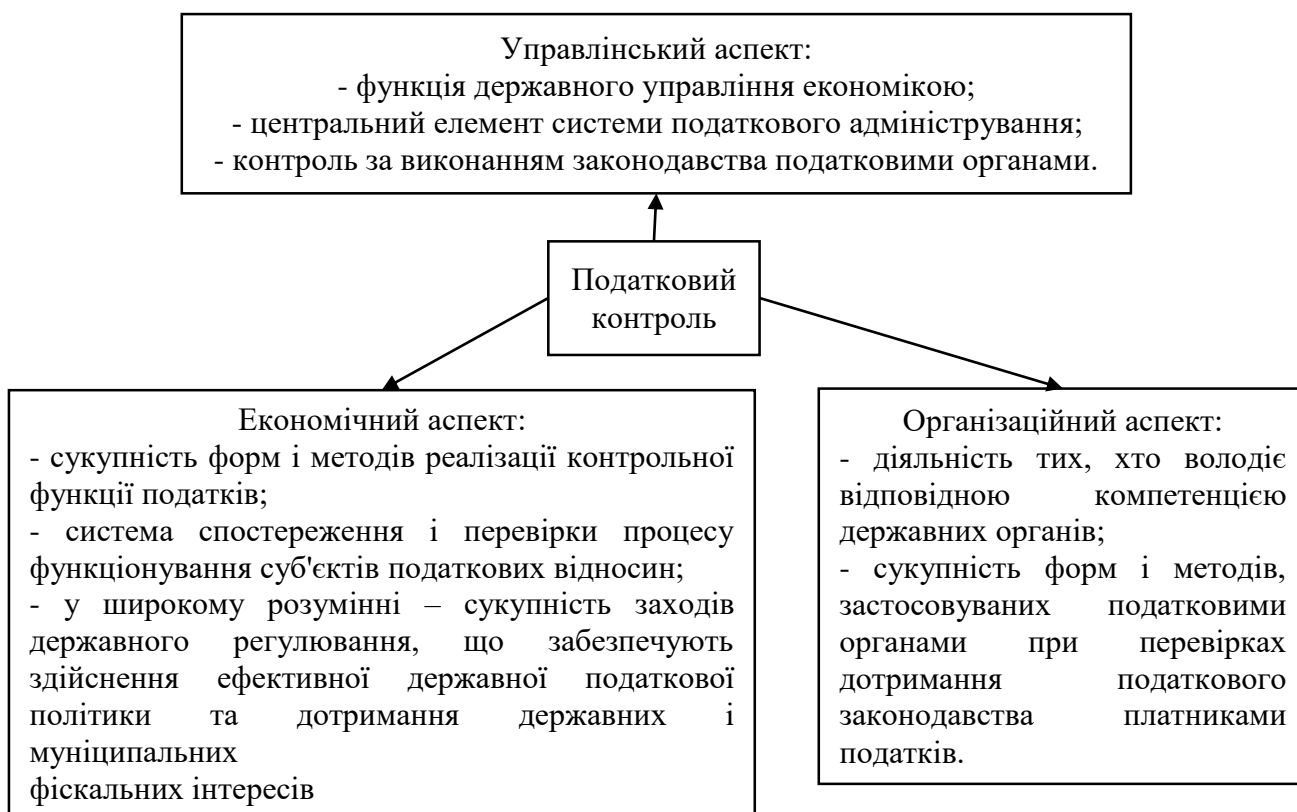 Управлінський аспект:
- функція державного управління економікою;
- центральний елемент системи податкового адміністрування;
- контроль за виконанням законодавства податковими органами.
Податковий
контроль
Економічний аспект:
- сукупність форм і методів реалізації контрольної
функції податків;
- система спостереження і перевірки процесу
функціонування суб'єктів податкових відносин;
- у широкому розумінні – сукупність заходів
державного регулювання, що забезпечують
здійснення ефективної державної податкової
політики та дотримання державних і
муніципальних
фіскальних інтересів
Організаційний аспект:
- діяльність тих, хто володіє
відповідною компетенцією
державних органів;
- сукупність форм і методів,
застосовуваних податковими
органами при перевірках
дотримання податкового
законодавства платниками
податків.